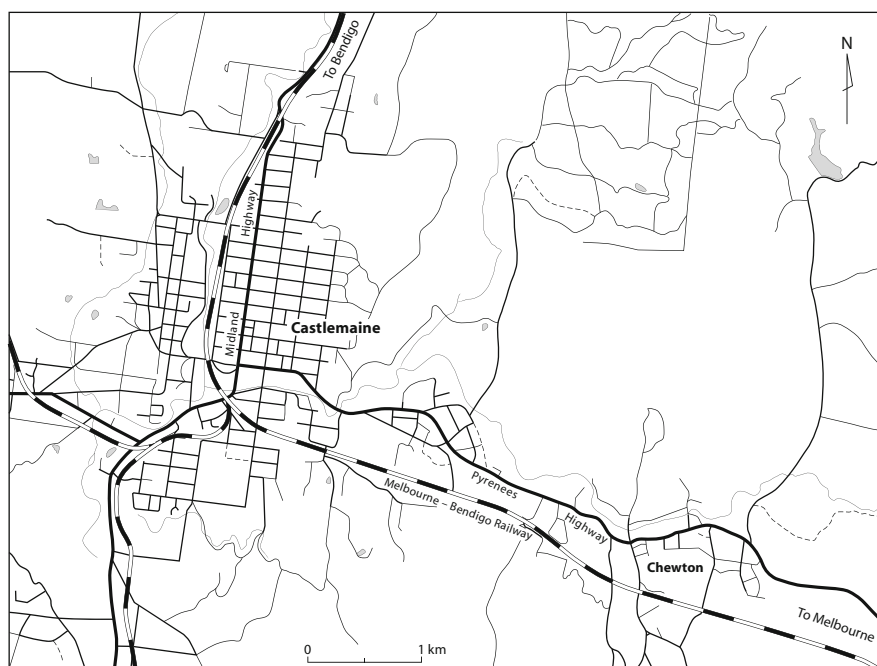 To Bendigo
N
Highway
Midland
Castlemaine
Pyrenees
Highway
Melbourne – Bendigo Railway
Chewton
To Melbourne
0 1 km